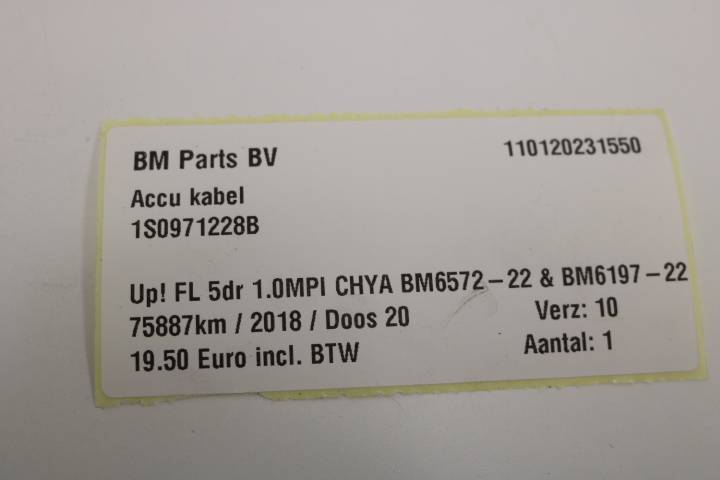 BM Parts BV 110120231550
Accu kabel
1S0971228B
Up! FL 5dr 1.0MPI CHYA BM6572-22 & BM6197-22
75887km / 2018 / Doos 20 Verz: 10
19.50 Euro incl. BTW Aantal: 1